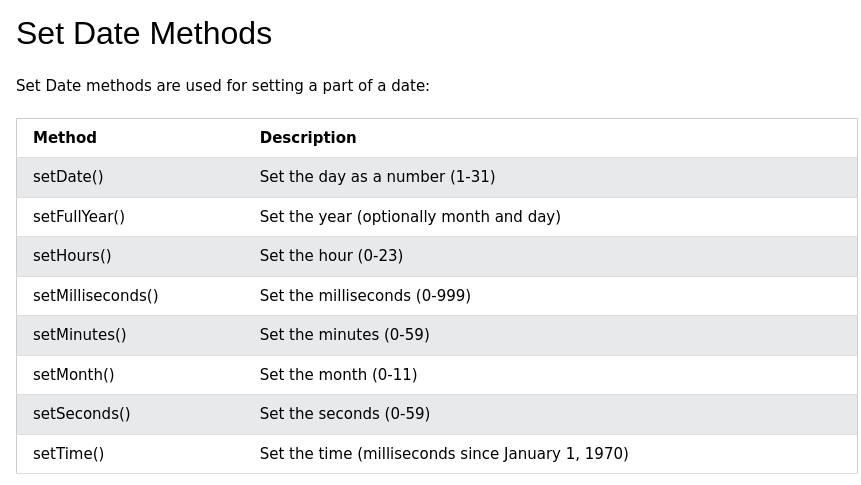 Set Date Methods
Set Date methods are used for setting a part of a date:
Method Description
setDate() Set the day as a number (1-31)
setFullYear() Set the year (optionally month and day)
setHours() Set the hour (0-23)
setMilliseconds() Set the milliseconds (0-999)
setMinutes() Set the minutes (0-59)
setMonth() Set the month (0-11)
setSeconds() Set the seconds (0-59)
setTime() Set the time (milliseconds since January 1, 1970)